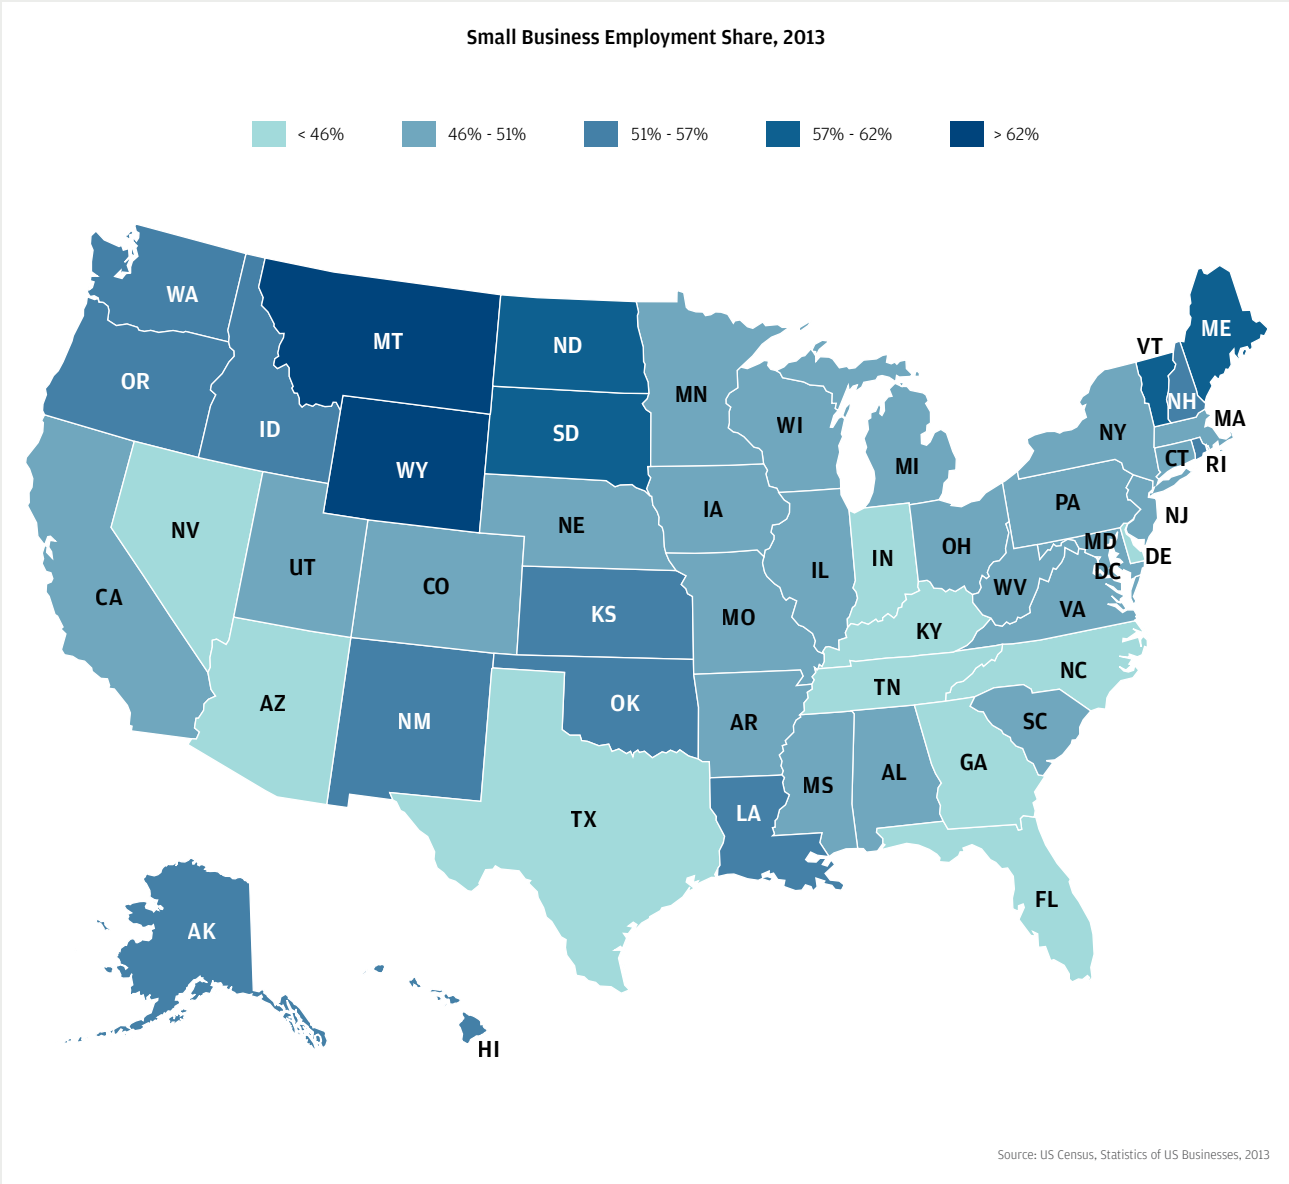 Small Business Employment Share, 2013
< 46%
46% - 51%
51% - 57%
57% - 62%
> 62%
WA
MT
ND
ME
VT
OR
MN
NH
ID
SD
WI
NY
MA
WY
MI
CT
RI
NV
NE
IA
PA
NJ
UT
CO
IL
IN
OH
MD
DE
DC
CA
KS
MO
WV
VA
KY
AZ
NM
OK
AR
TN
NC
SC
TX
LA
MS
AL
GA
FL
AK
HI
Source: US Census, Statistics of US Businesses, 2013